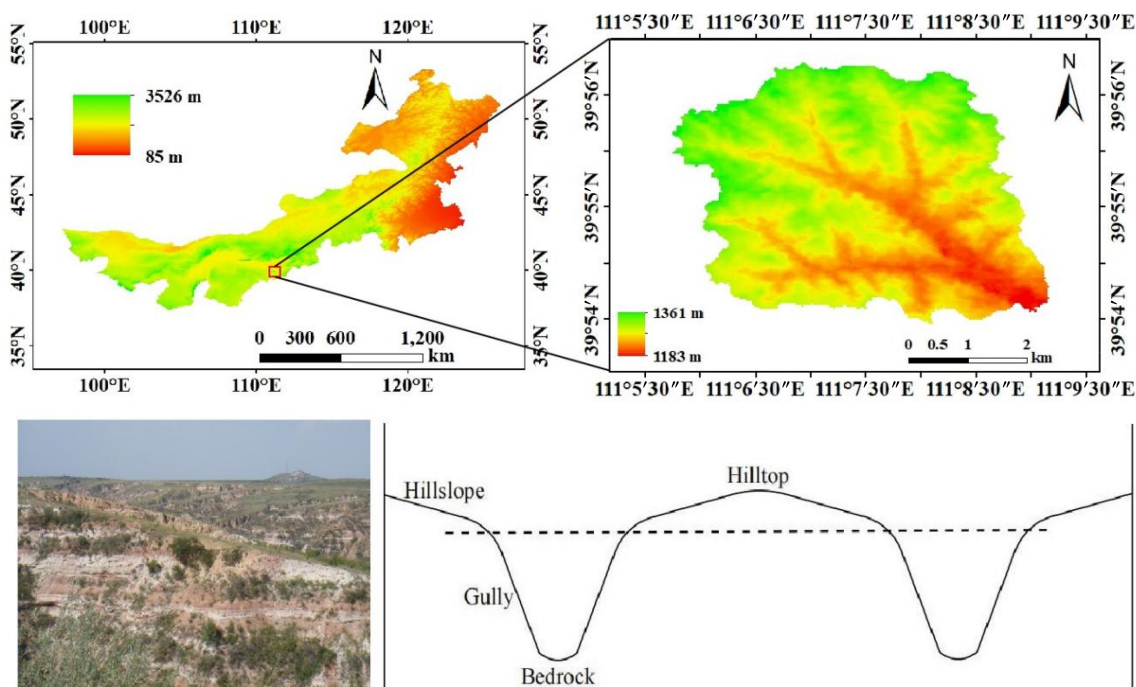 100°E 110°E 120°E
111°5′30″E 111°6′30″E 111°7′30″E 111°8′30″E 111°9′30″E
55°N
50°N
45°N
40°N
35°N
3526 m
85 m
N
55°N
50°N
45°N
40°N
35°N
0 300 600 1,200
km
100°E 110°E 120°E
39°56′N
39°55′N
39°54′N
N
1361 m
1183 m
0 0.5 1 2
km
39°56′N
39°55′N
39°54′N
111°5′30″E 111°6′30″E 111°7′30″E 111°8′30″E 111°9′30″E
Hillslope
Hilltop
Gully
Bedrock